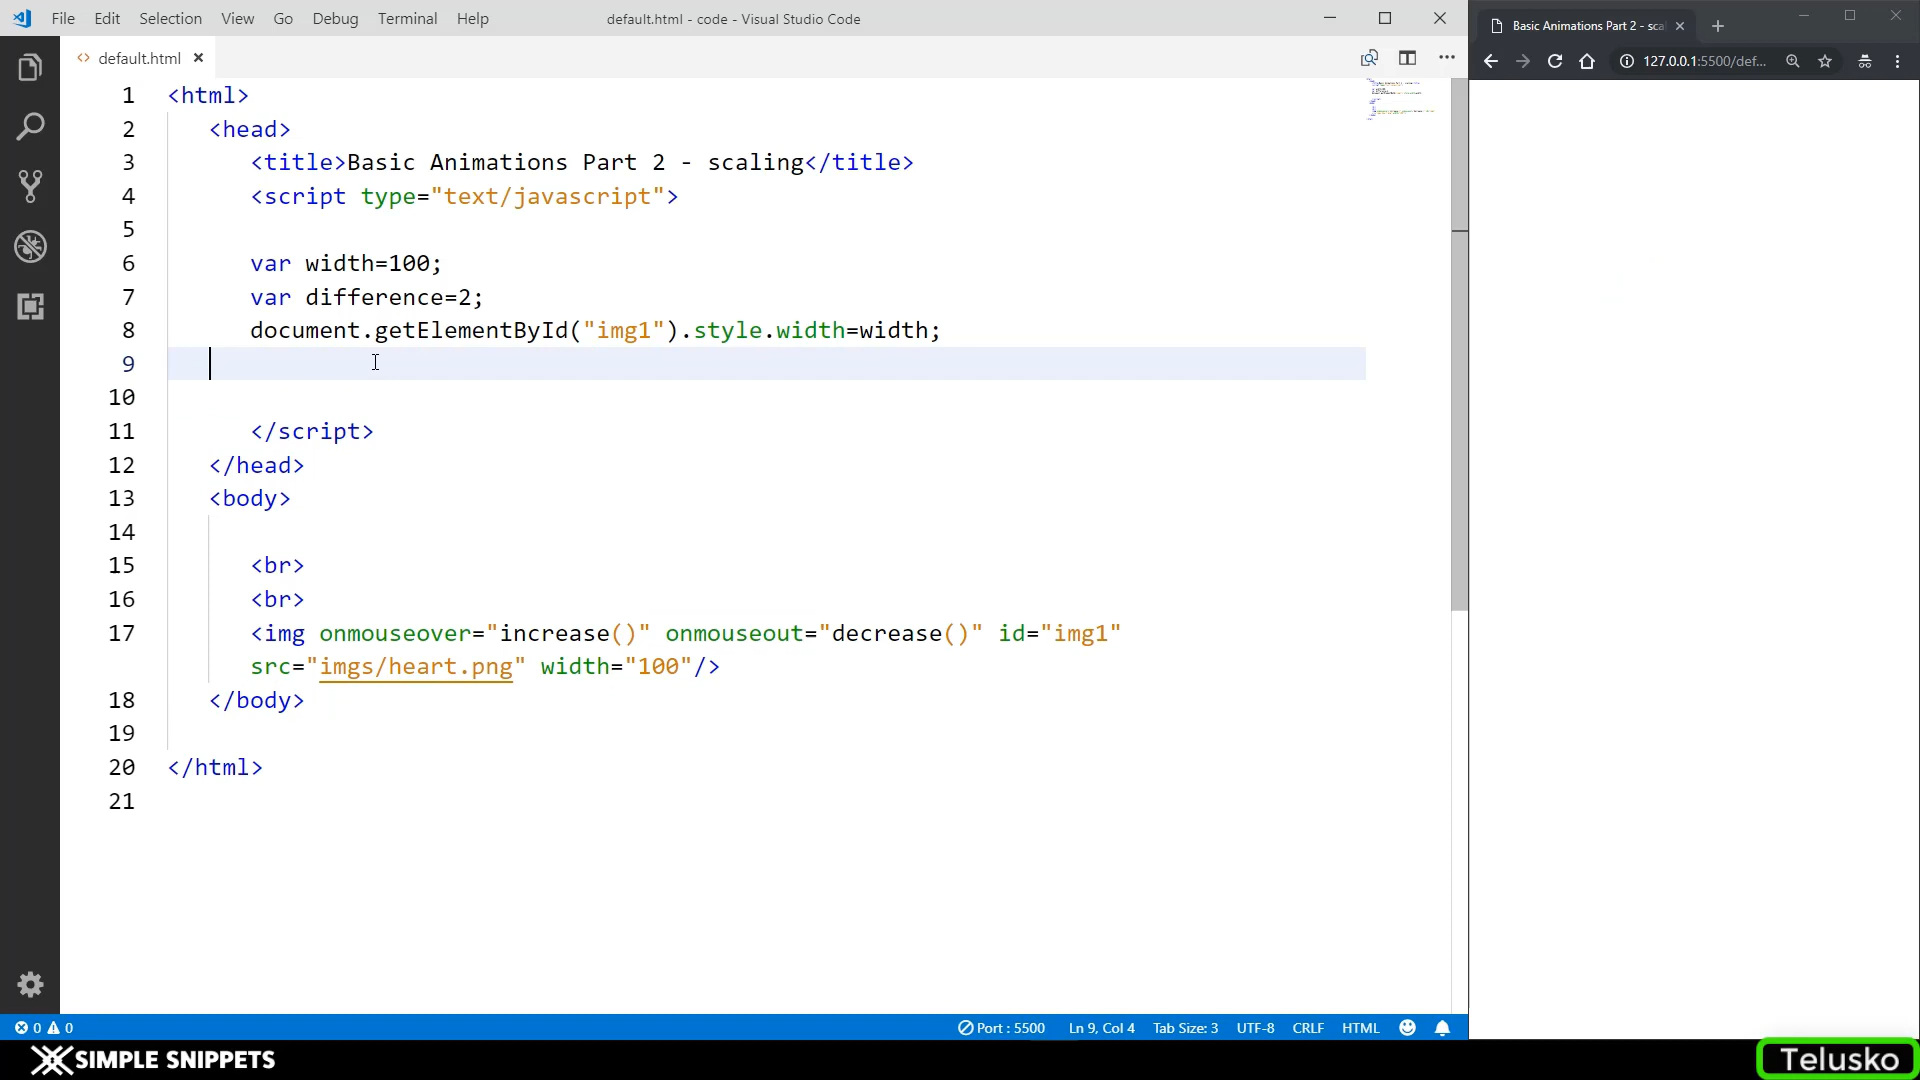 File Edit Selection View Go Debug Terminal Help
default.html - code - Visual Studio Code
default.html
1 <html>
2 <head>
3 <title>Basic Animations Part 2 - scaling</title>
4 <script type="text/javascript">
5
6 var width=100;
7 var difference=2;
8 document.getElementById("img1").style.width=width;
9
10
11 </script>
12 </head>
13 <body>
14
15 <br>
16 <br>
17 <img onmouseover="increase()" onmouseout="decrease()" id="img1"
src="imgs/heart.png" width="100"/>
18 </body>
19
20 </html>
21
0 0 Port : 5500 Ln 9, Col 4 Tab Size: 3 UTF-8 CRLF HTML
Basic Animations Part 2 - sca
127.0.0.1:5500/def...
SIMPLE SNIPPETS
Telusko